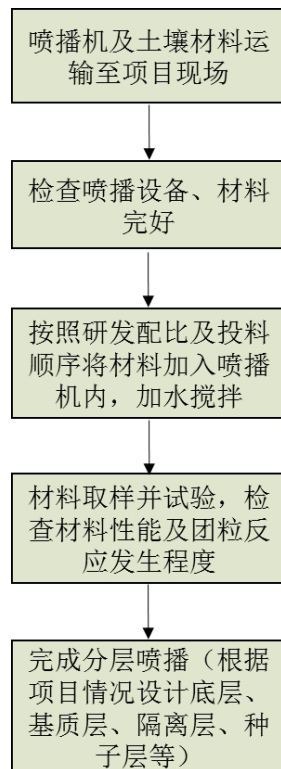 喷播机及土壤材料运
输至项目现场
检查喷播设备、材料
完好
按照研发配比及投料
顺序将材料加入喷播
机内，加水搅拌
材料取样并试验，检
查材料性能及团粒反
应发生程度
完成分层喷播（根据
项目情况设计底层、
基质层、隔离层、种
子层等）